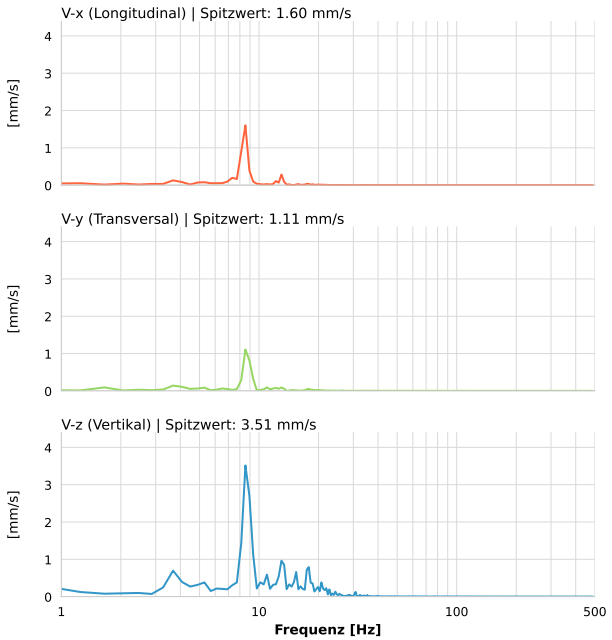 V-x (Longitudinal) | Spitzwert: 1.60 mm/s
4
3
[mm/s]
2
1
0
V-y (Transversal) | Spitzwert: 1.11 mm/s
4
3
[mm/s]
2
1
0
V-z (Vertikal) | Spitzwert: 3.51 mm/s
4
3
[mm/s]
2
1
0
1 10 100 500
Frequenz [Hz]